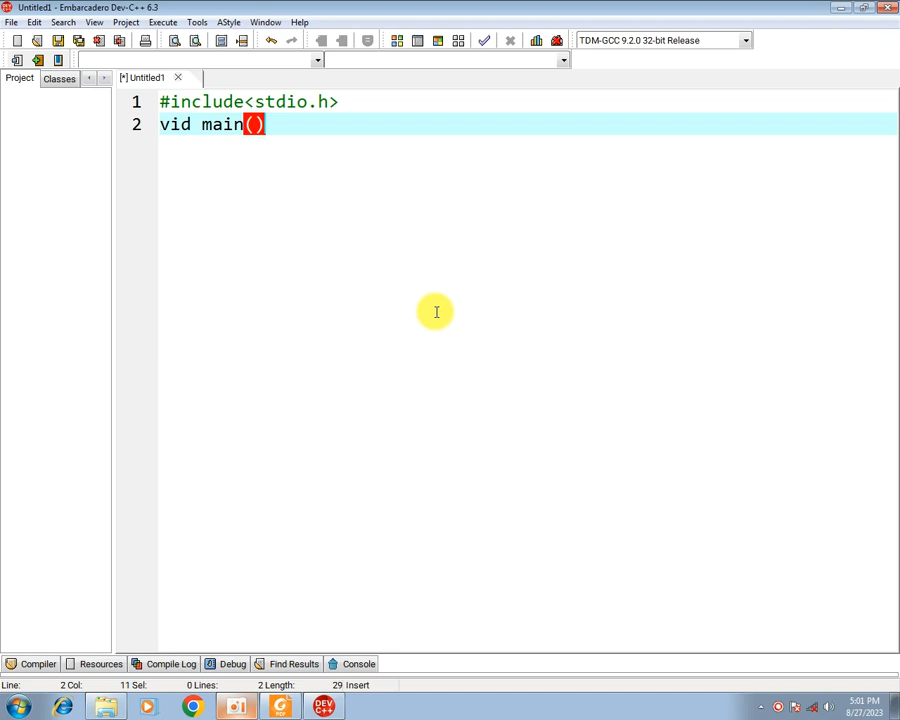 Untitled1 - Embarcadero Dev-C++ 6.3
File Edit Search View Project Execute Tools AStyle Window Help
TDM-GCC 9.2.0 32-bit Release
Project Classes [*] Untitled1
1 #include<stdio.h>
2 vid main()
Compiler Resources Compile Log Debug Find Results Console
Line: 2 Col: 11 Sel: 0 Lines: 2 Length: 29 Insert
DEV C++
PDF
5:01 PM
8/27/2023